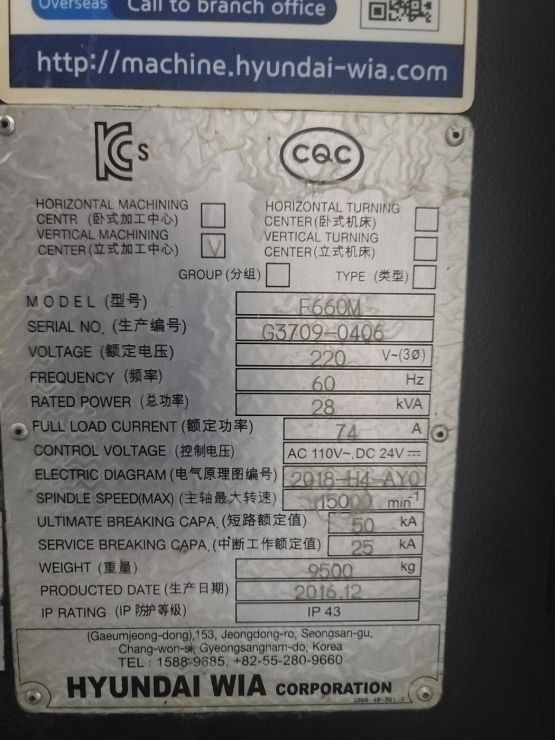 Overseas Call to branch office
http://machine.hyundai-wia.com
KCs CQC
HORIZONTAL MACHINING CENTR (卧式加工中心)
HORIZONTAL TURNING CENTER(卧式机床)
VERTICAL MACHINING CENTER(立式加工中心) V
VERTICAL TURNING CENTER(立式机床)
GROUP(分组) TYPE (类型)
MODEL (型号) F660M
SERIAL NO. (生产编号) G3709-0406
VOLTAGE (额定电压) 220 V~(3Ø)
FREQUENCY (频率) 60 Hz
RATED POWER (总功率) 28 kVA
FULL LOAD CURRENT(额定功率) 74 A
CONTROL VOLTAGE (控制电压) AC 110V~, DC 24V⎓
ELECTRIC DIAGRAM(电气原理图编号) 2018-H4-AY0
SPINDLE SPEED(MAX) (主轴最大转速) 15000 min⁻¹
ULTIMATE BREAKING CAPA.(短路额定值) 50 kA
SERVICE BREAKING CAPA.(中断工作额定值) 25 kA
WEIGHT (重量) 9500 kg
PRODUCTED DATE (生产日期) 2016.12
IP RATING (IP 防护等级) IP 43
(Gaeumjeong-dong),153, Jeongdong-ro, Seongsan-gu,
Chang-won-si, Gyeongsangnam-do, Korea
TEL : 1588-9685, +82-55-280-9660
HYUNDAI WIA CORPORATION